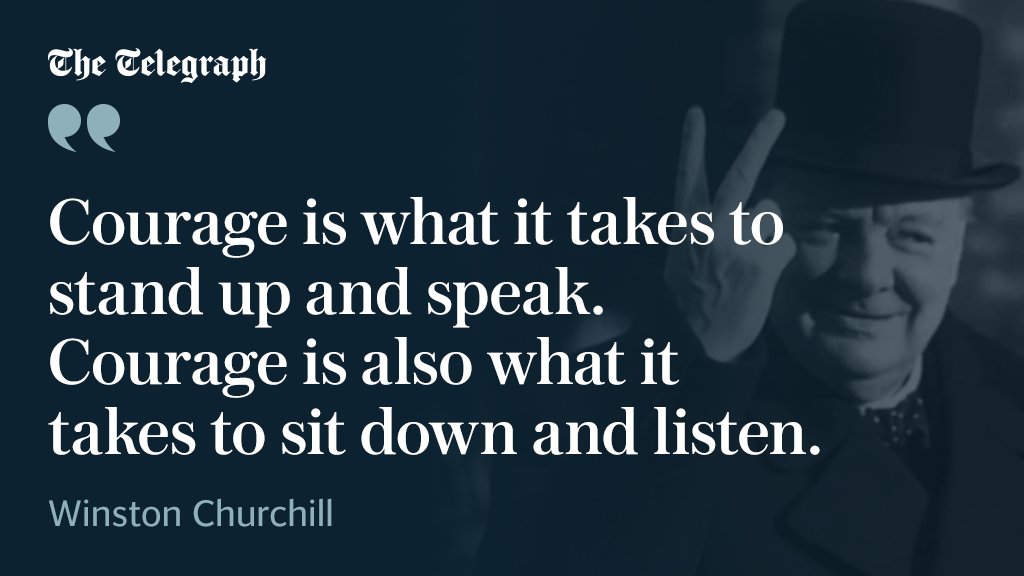 The Telegraph
Courage is what it takes to
stand up and speak.
Courage is also what it
takes to sit down and listen.
Winston Churchill